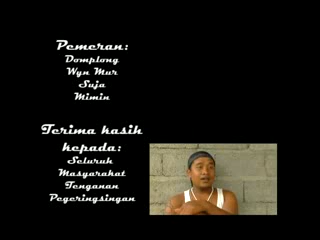 Pemeran:
Domplong
Wyn Mur
Suja
Mimin
Terima kasih
kepada:
Seluruh
Masyarakat
Tenganan
Pegeringsingan